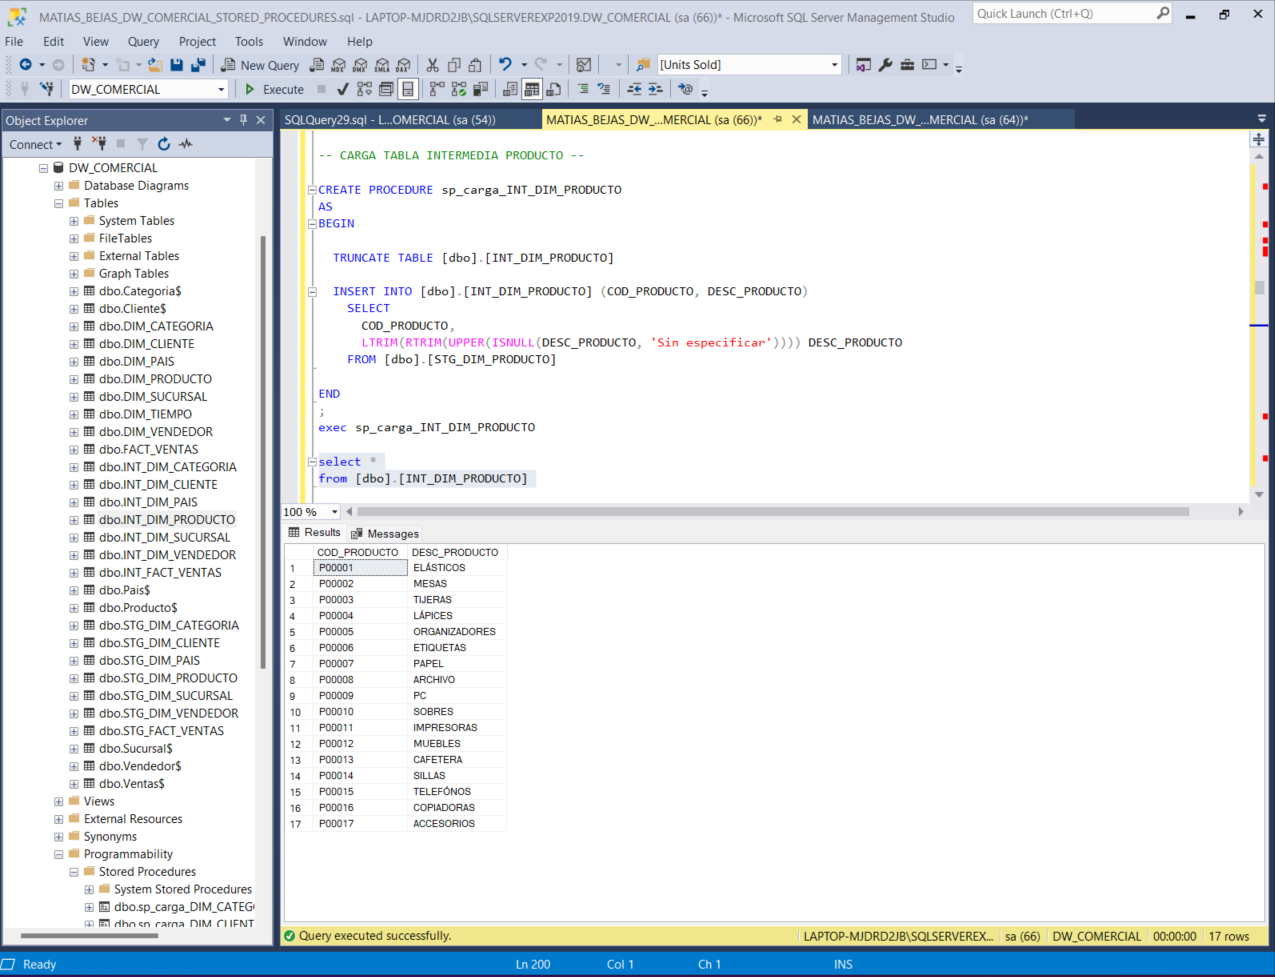 MATIAS_BEJAS_DW_COMERCIAL_STORED_PROCEDURES.sql - LAPTOP-MJDRD2JB\SQLSERVEREXP2019.DW_COMERCIAL (sa (66))* - Microsoft SQL Server Management Studio
Quick Launch (Ctrl+Q)
File Edit View Query Project Tools Window Help
New Query MDX DMX XMLA DAX [Units Sold]
DW_COMERCIAL Execute
Object Explorer
Connect
DW_COMERCIAL
Database Diagrams
Tables
System Tables
FileTables
External Tables
Graph Tables
dbo.Categoria$
dbo.Cliente$
dbo.DIM_CATEGORIA
dbo.DIM_CLIENTE
dbo.DIM_PAIS
dbo.DIM_PRODUCTO
dbo.DIM_SUCURSAL
dbo.DIM_TIEMPO
dbo.DIM_VENDEDOR
dbo.FACT_VENTAS
dbo.INT_DIM_CATEGORIA
dbo.INT_DIM_CLIENTE
dbo.INT_DIM_PAIS
dbo.INT_DIM_PRODUCTO
dbo.INT_DIM_SUCURSAL
dbo.INT_DIM_VENDEDOR
dbo.INT_FACT_VENTAS
dbo.Pais$
dbo.Producto$
dbo.STG_DIM_CATEGORIA
dbo.STG_DIM_CLIENTE
dbo.STG_DIM_PAIS
dbo.STG_DIM_PRODUCTO
dbo.STG_DIM_SUCURSAL
dbo.STG_DIM_VENDEDOR
dbo.STG_FACT_VENTAS
dbo.Sucursal$
dbo.Vendedor$
dbo.Ventas$
Views
External Resources
Synonyms
Programmability
Stored Procedures
System Stored Procedures
dbo.sp_carga_DIM_CATEG
dbo.sp_carga_DIM_CLIENT
SQLQuery29.sql - L...OMERCIAL (sa (54))
MATIAS_BEJAS_DW_...MERCIAL (sa (66))*
MATIAS_BEJAS_DW_...MERCIAL (sa (64))*
-- CARGA TABLA INTERMEDIA PRODUCTO --
CREATE PROCEDURE sp_carga_INT_DIM_PRODUCTO
AS
BEGIN
TRUNCATE TABLE [dbo].[INT_DIM_PRODUCTO]
INSERT INTO [dbo].[INT_DIM_PRODUCTO] (COD_PRODUCTO, DESC_PRODUCTO)
SELECT
COD_PRODUCTO,
LTRIM(RTRIM(UPPER(ISNULL(DESC_PRODUCTO, 'Sin especificar')))) DESC_PRODUCTO
FROM [dbo].[STG_DIM_PRODUCTO]
END
;
exec sp_carga_INT_DIM_PRODUCTO
select *
from [dbo].[INT_DIM_PRODUCTO]
100 %
Results Messages
COD_PRODUCTO DESC_PRODUCTO
1 P00001 ELÁSTICOS
2 P00002 MESAS
3 P00003 TIJERAS
4 P00004 LÁPICES
5 P00005 ORGANIZADORES
6 P00006 ETIQUETAS
7 P00007 PAPEL
8 P00008 ARCHIVO
9 P00009 PC
10 P00010 SOBRES
11 P00011 IMPRESORAS
12 P00012 MUEBLES
13 P00013 CAFETERA
14 P00014 SILLAS
15 P00015 TELEFÓNOS
16 P00016 COPIADORAS
17 P00017 ACCESORIOS
Query executed successfully. LAPTOP-MJDRD2JB\SQLSERVEREX... sa (66) DW_COMERCIAL 00:00:00 17 rows
Ready Ln 200 Col 1 Ch 1 INS